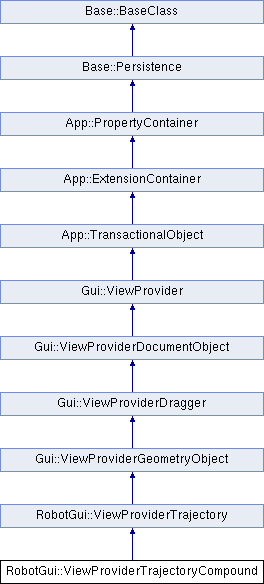 Base::BaseClass
Base::Persistence
App::PropertyContainer
App::ExtensionContainer
App::TransactionalObject
Gui::ViewProvider
Gui::ViewProviderDocumentObject
Gui::ViewProviderDragger
Gui::ViewProviderGeometryObject
RobotGui::ViewProviderTrajectory
RobotGui::ViewProviderTrajectoryCompound